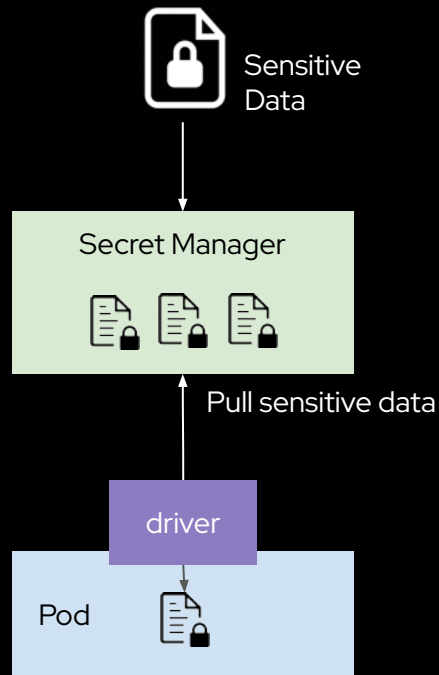 Sensitive
Data
Secret Manager
Pull sensitive data
driver
Pod